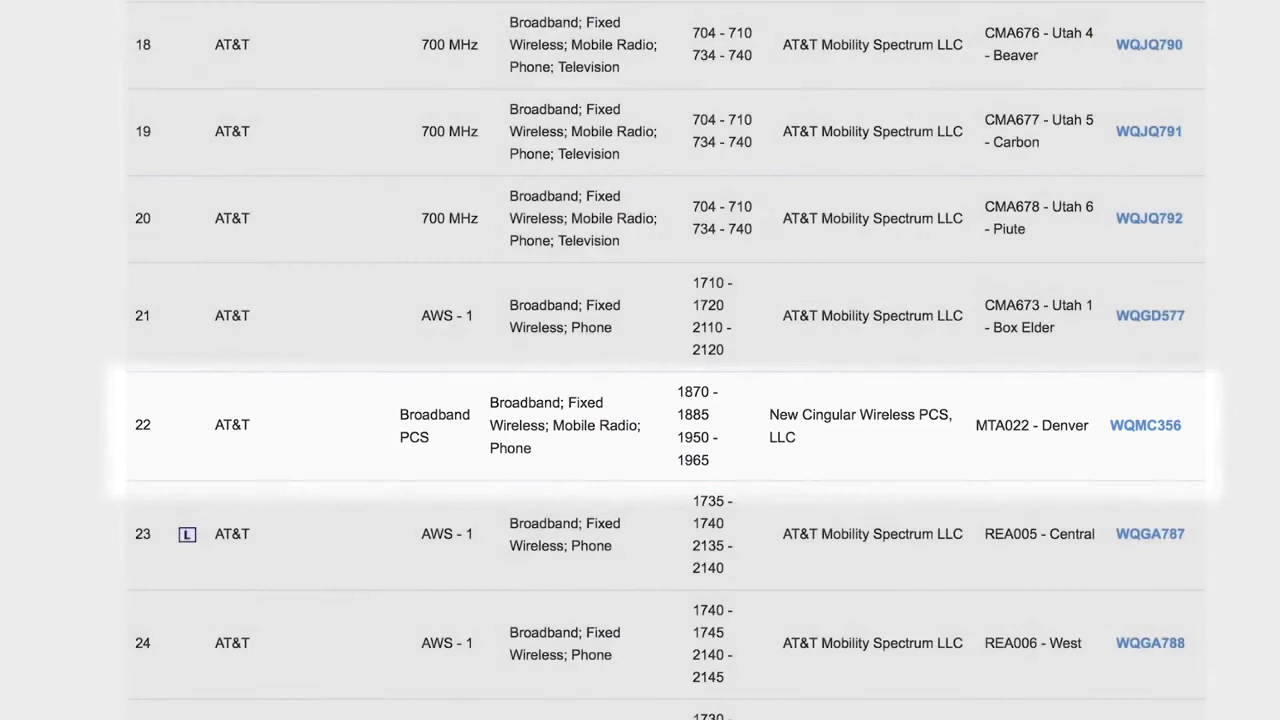 18 AT&T 700 MHz Broadband; Fixed Wireless; Mobile Radio; Phone; Television 704 - 710 734 - 740 AT&T Mobility Spectrum LLC CMA676 - Utah 4 - Beaver WQJQ790
19 AT&T 700 MHz Broadband; Fixed Wireless; Mobile Radio; Phone; Television 704 - 710 734 - 740 AT&T Mobility Spectrum LLC CMA677 - Utah 5 - Carbon WQJQ791
20 AT&T 700 MHz Broadband; Fixed Wireless; Mobile Radio; Phone; Television 704 - 710 734 - 740 AT&T Mobility Spectrum LLC CMA678 - Utah 6 - Piute WQJQ792
21 AT&T AWS - 1 Broadband; Fixed Wireless; Phone 1710 - 1720 2110 - 2120 AT&T Mobility Spectrum LLC CMA673 - Utah 1 - Box Elder WQGD577
22 AT&T Broadband PCS Broadband; Fixed Wireless; Mobile Radio; Phone 1870 - 1885 1950 - 1965 New Cingular Wireless PCS, LLC MTA022 - Denver WQMC356
23 L AT&T AWS - 1 Broadband; Fixed Wireless; Phone 1735 - 1740 2135 - 2140 AT&T Mobility Spectrum LLC REA005 - Central WQGA787
24 AT&T AWS - 1 Broadband; Fixed Wireless; Phone 1740 - 1745 2140 - 2145 AT&T Mobility Spectrum LLC REA006 - West WQGA788
1730 -